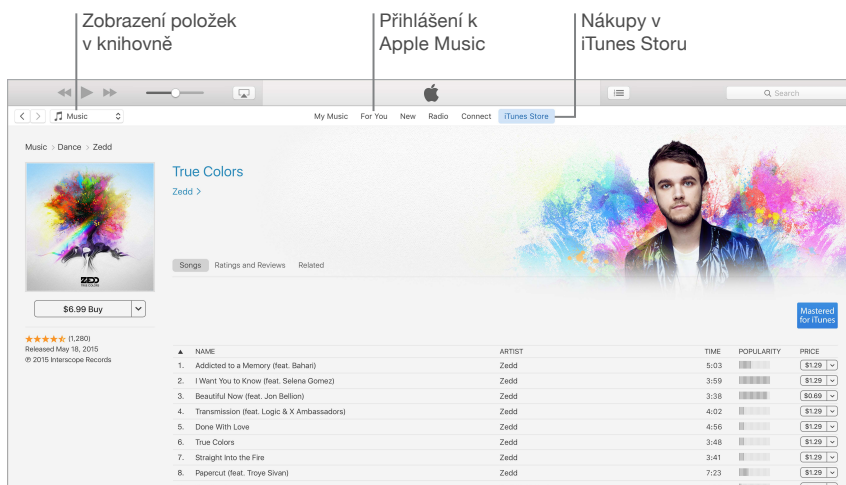 Zobrazení položek
v knihovně
Přihlášení k
Apple Music
Nákupy v
iTunes Storu
Search
Music
My Music For You New Radio Connect iTunes Store
Music > Dance > Zedd
True Colors
Zedd >
ZEDD
TRUE COLORS
Songs Ratings and Reviews Related
$6.99 Buy
Mastered
for iTunes
(1,280)
Released May 18, 2015
℗ 2015 Interscope Records
NAME ARTIST TIME POPULARITY PRICE
1. Addicted to a Memory (feat. Bahari) Zedd 5:03 $1.29
2. I Want You to Know (feat. Selena Gomez) Zedd 3:59 $1.29
3. Beautiful Now (feat. Jon Bellion) Zedd 3:38 $0.69
4. Transmission (feat. Logic & X Ambassadors) Zedd 4:02 $1.29
5. Done With Love Zedd 4:56 $1.29
6. True Colors Zedd 3:48 $1.29
7. Straight Into the Fire Zedd 3:41 $1.29
8. Papercut (feat. Troye Sivan) Zedd 7:23 $1.29